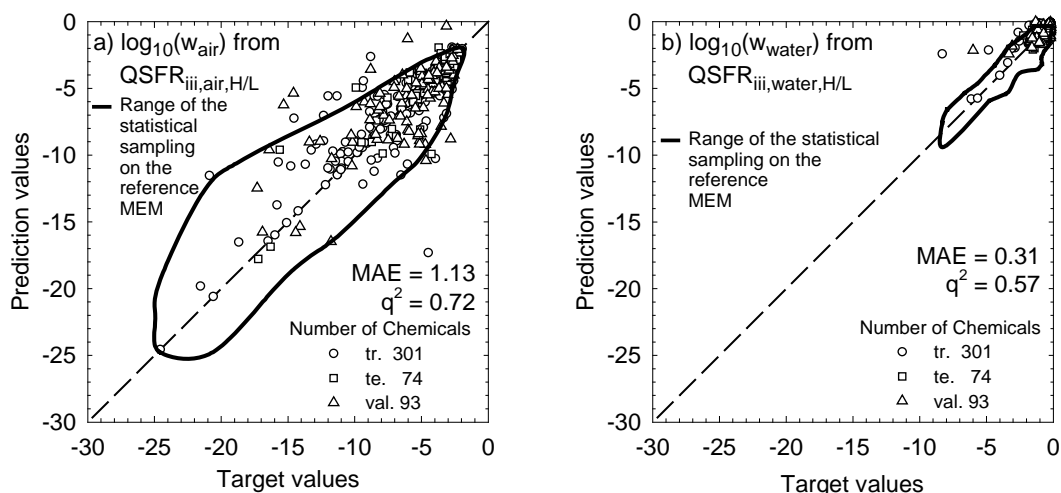 a) log10(wair) from
QSFRiii,air,H/L
Range of the
statistical
sampling
on the
reference
MEM
MAE = 1.13
q2 = 0.72
Number of Chemicals
tr. 301
te. 74
val. 93
0
-5
-10
-15
-20
-25
-30
-30 -25 -20 -15 -10 -5 0
Prediction values
Target values
b) log10(wwater) from
QSFRiii,water,H/L
Range of the statistical
sampling on the
reference
MEM
MAE = 0.31
q2 = 0.57
Number of Chemicals
tr. 301
te. 74
val. 93
0
-5
-10
-15
-20
-25
-30
-30 -25 -20 -15 -10 -5 0
Prediction values
Target values